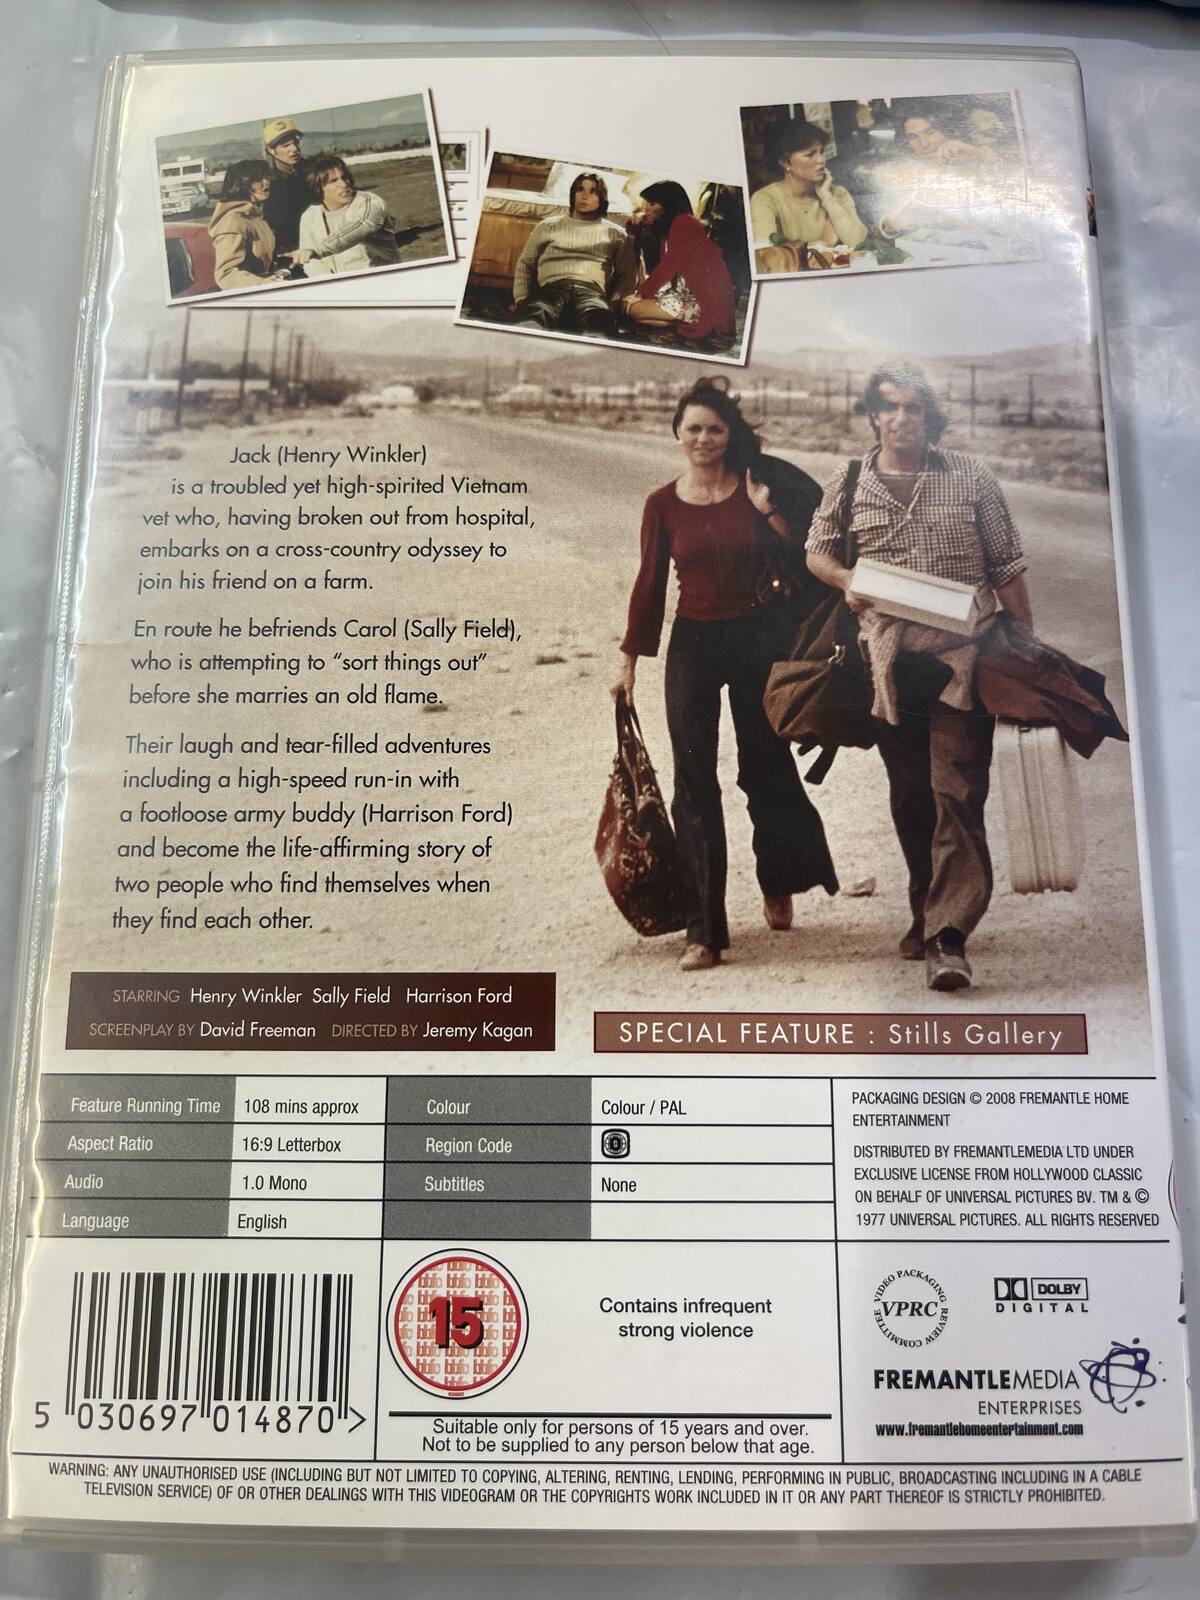 Jack (Henry Winkler)
is a troubled yet high-spirited Vietnam
vet who, having broken out from hospital,
embarks on a cross-country odyssey to
join his friend on a farm.
En route he befriends Carol (Sally Field),
who is attempting to "sort things out"
before she marries an old flame.
Their laugh and tear-filled adventures
including a high-speed run-in with
a footloose army buddy (Harrison Ford)
and become the life-affirming story of
two people who find themselves when
they find each other.
STARRING Henry Winkler Sally Field Harrison Ford
SCREENPLAY BY David Freeman DIRECTED BY Jeremy Kagan
SPECIAL FEATURE : Stills Gallery
Feature Running Time 108 mins approx
Aspect Ratio 16:9 Letterbox
Audio 1.0 Mono
Language English
Colour Colour / PAL
Region Code 0
Subtitles None
PACKAGING DESIGN © 2008 FREMANTLE HOME
ENTERTAINMENT
DISTRIBUTED BY FREMANTLEMEDIA LTD UNDER
EXCLUSIVE LICENSE FROM HOLLYWOOD CLASSIC
ON BEHALF OF UNIVERSAL PICTURES BV. TM & ©
1977 UNIVERSAL PICTURES. ALL RIGHTS RESERVED
5 030697 014870 >
15
Contains infrequent
strong violence
Suitable only for persons of 15 years and over.
Not to be supplied to any person below that age.
VIDEO PACKAGING REVIEW COMMITTEE
VPRC
DOLBY
DIGITAL
FREMANTLEMEDIA
ENTERPRISES
www.fremantlehomeentertainment.com
WARNING: ANY UNAUTHORISED USE (INCLUDING BUT NOT LIMITED TO COPYING, ALTERING, RENTING, LENDING, PERFORMING IN PUBLIC, BROADCASTING INCLUDING IN A CABLE
TELEVISION SERVICE) OF OR OTHER DEALINGS WITH THIS VIDEOGRAM OR THE COPYRIGHTS WORK INCLUDED IN IT OR ANY PART THEREOF IS STRICTLY PROHIBITED.